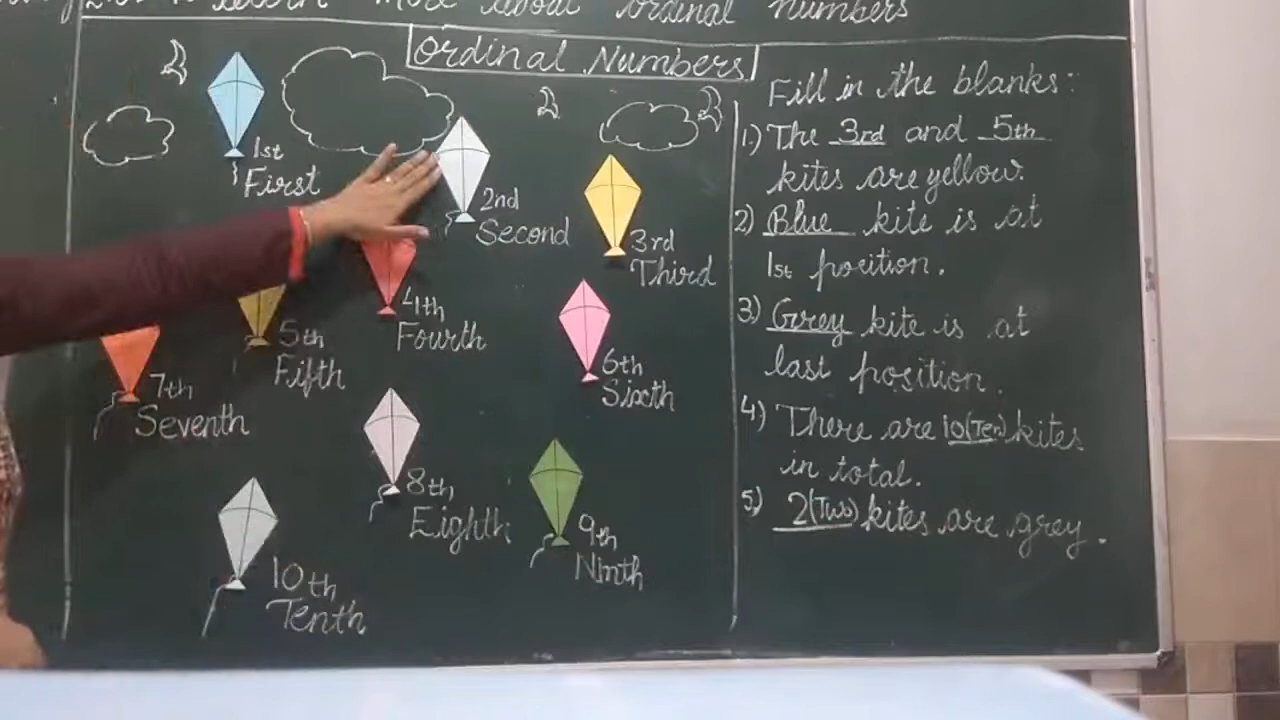 learn more about ordinal numbers
Ordinal Numbers
1st
First
2nd
Second
3rd
Third
4th
Fourth
5th
Fifth
6th
Sixth
7th
Seventh
8th
Eighth
9th
Ninth
10th
Tenth
Fill in the blanks:
1.) The 3rd and 5th
kites are yellow.
2) Blue kite is at
1st position.
3) Grey kite is at
last position.
4) There are 10(Ten) kites
in total.
5) 2(Two) kites are grey.